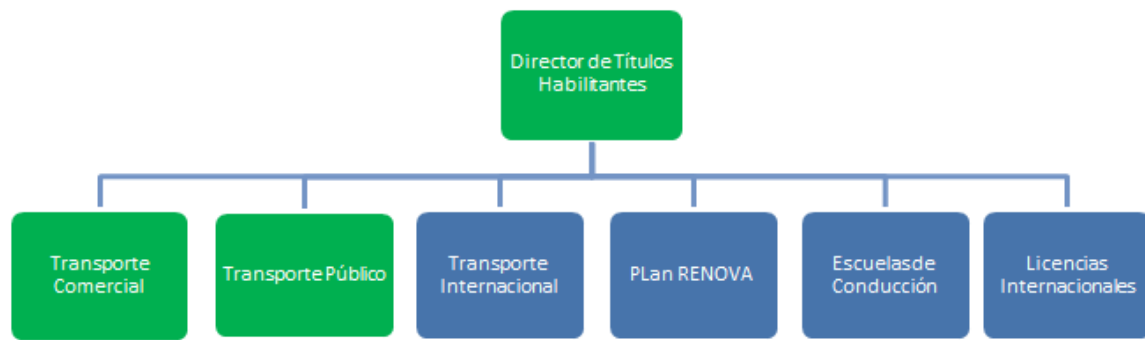 Director de Títulos
Habilitantes
Transporte
Comercial
Transporte Público
Transporte
Internacional
PLan RENOVA
Escuelas de
Conducción
Licencias
Internacionales